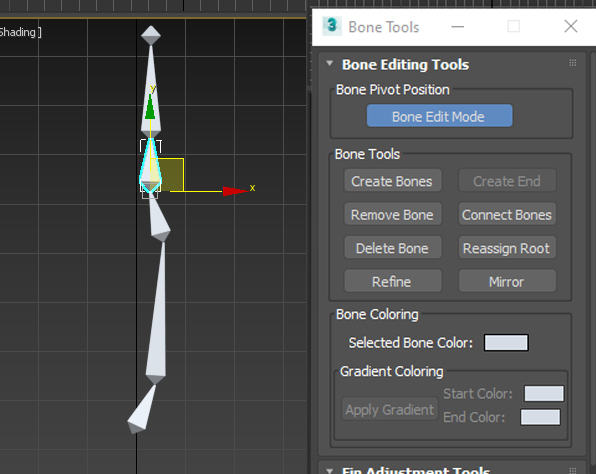 Shading ]
y
x
3 Bone Tools
Bone Editing Tools
Bone Pivot Position
Bone Edit Mode
Bone Tools
Create Bones Create End
Remove Bone Connect Bones
Delete Bone Reassign Root
Refine Mirror
Bone Coloring
Selected Bone Color:
Gradient Coloring
Apply Gradient Start Color:
End Color:
Fin Adjustment Tools